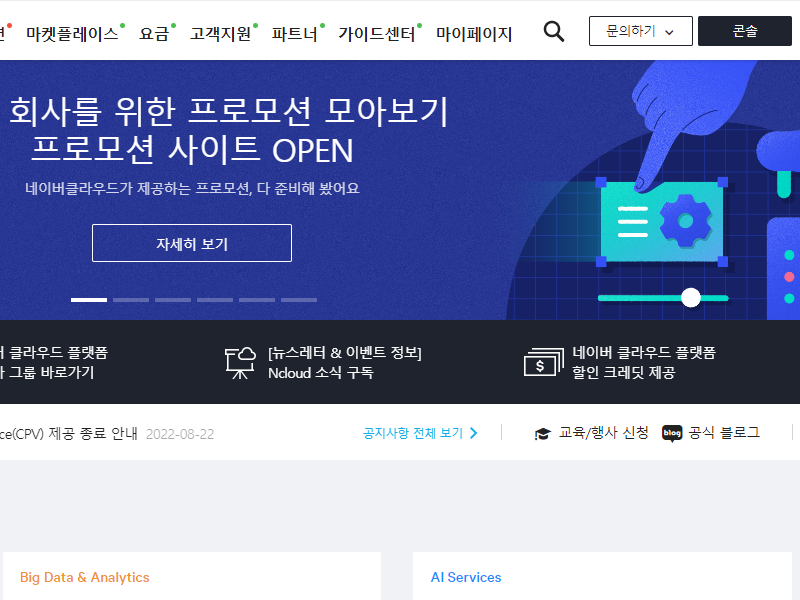 마켓플레이스 요금 고객지원 파트너 가이드센터 마이페이지 문의하기 콘솔
회사를 위한 프로모션 모아보기
프로모션 사이트 OPEN
네이버클라우드가 제공하는 프로모션, 다 준비해 봤어요
자세히 보기
클라우드 플랫폼
그룹 바로가기
[뉴스레터 & 이벤트 정보]
Ncloud 소식 구독
네이버 클라우드 플랫폼
할인 크레딧 제공
ce(CPV) 제공 종료 안내 2022-08-22 공지사항 전체 보기 교육/행사 신청 blog 공식 블로그
Big Data & Analytics
AI Services